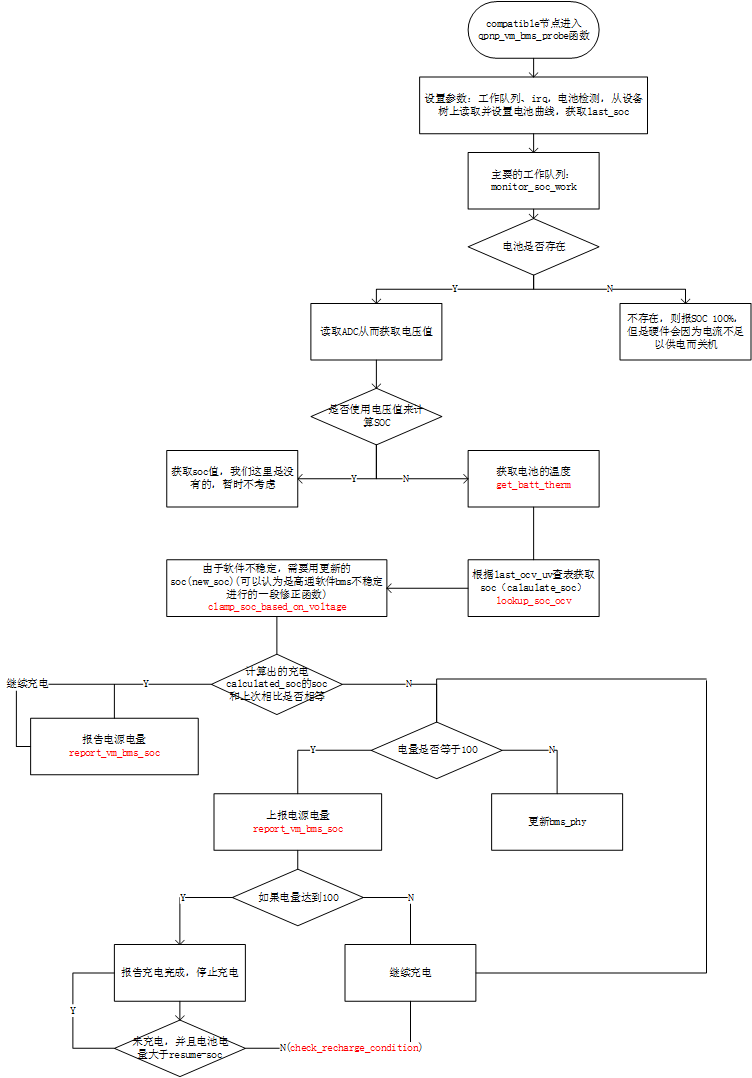 compatible节点进入
qpnp_vm_bms_probe函数
设置参数：工作队列、irq，电池检测，从设备
树上读取并设置电池曲线，获取last_soc
主要的工作队列：
monitor_soc_work
电池是否存在
Y
N
读取ADC从而获取电压值
不存在，则报SOC 100%，
但是硬件会因为电流不足
以供电而关机
是否使用电压值来计
算SOC
获取soc值，我们这里是没
有的，暂时不考虑
Y
N
获取电池的温度
get_batt_therm
由于软件不稳定，需要用更新的
soc(new_soc)(可以认为是高通软件bms不稳定
进行的一段修正函数)
clamp_soc_based_on_voltage
根据last_ocv_uv查表获取
soc（calaulate_soc）
lookup_soc_ocv
计算出的充电
calculated_soc的soc
和上次相比是否相等
继续充电
Y
N
报告电源电量
report_vm_bms_soc
电量是否等于100
Y
N
上报电源电量
report_vm_bms_soc
更新bms_phy
如果电量达到100
Y
N
报告充电完成，停止充电
继续充电
Y
来充电，并且电池电
量大于resume-soc
N(check_recharge_condition)